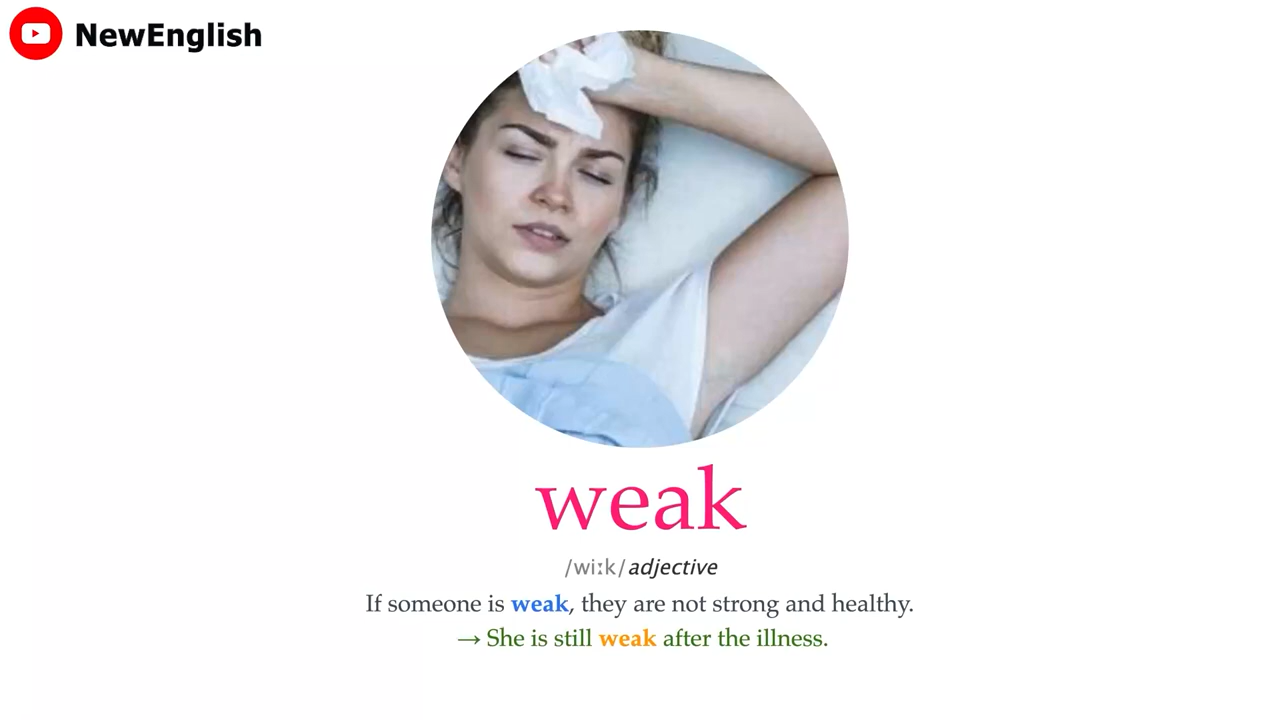 NewEnglish
weak
/wiːk/adjective
If someone is weak, they are not strong and healthy.
→ She is still weak after the illness.